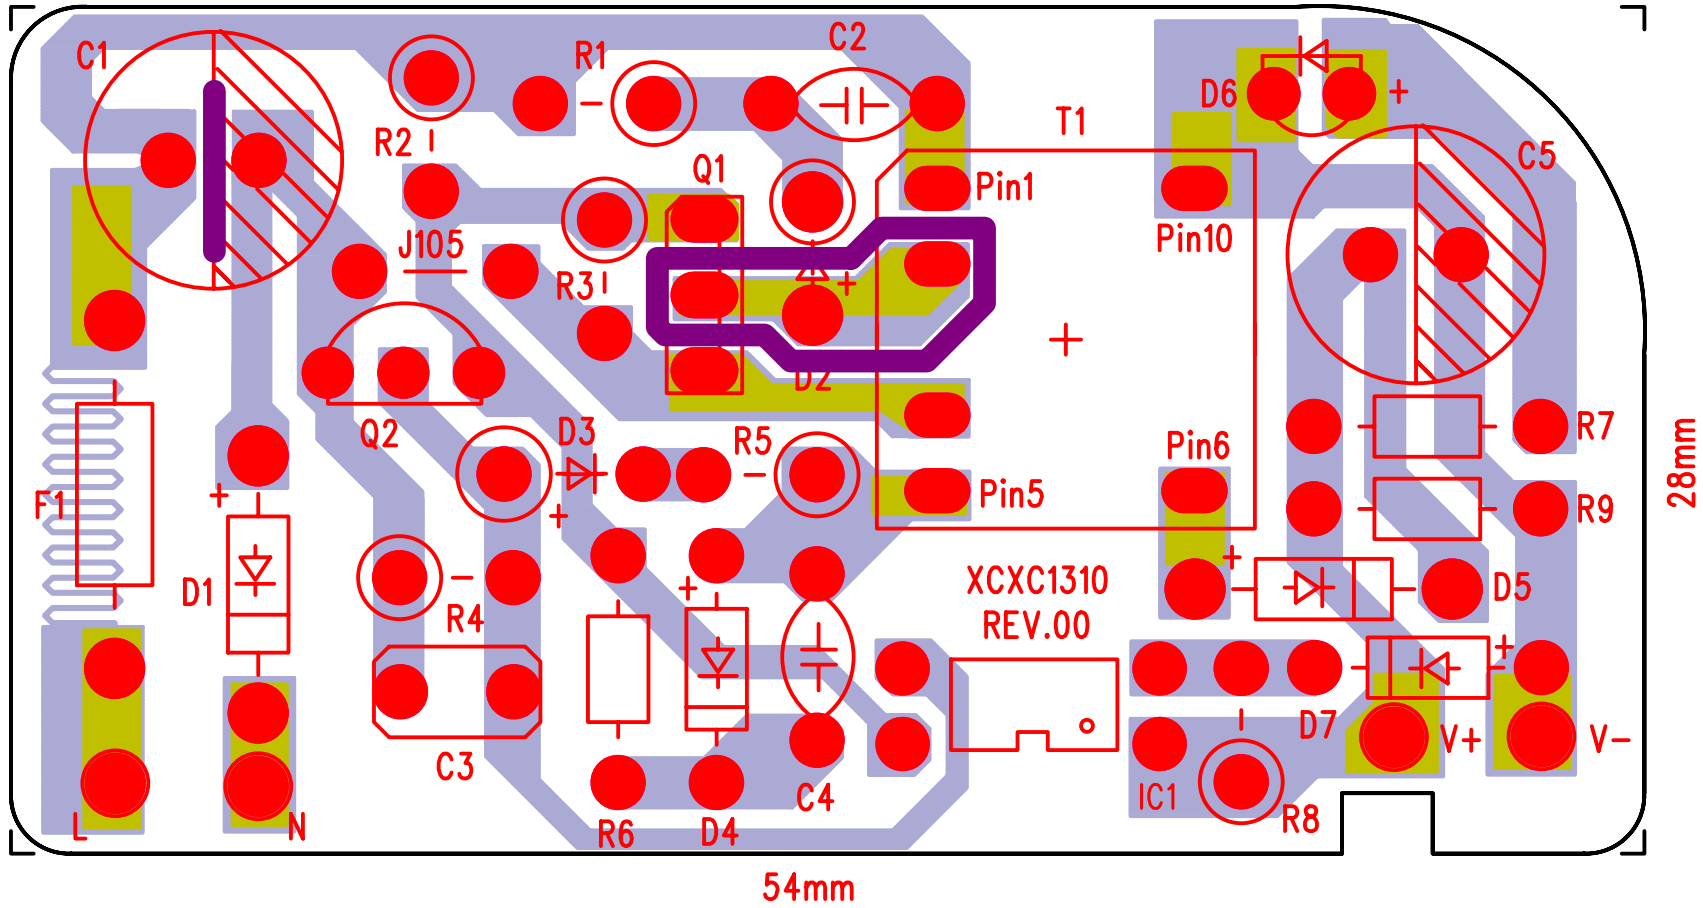 C1
R1
C2
D6
+
T1
R2
Q1
C5
Pin1
Pin10
J105
R3
+
D2
Q2
D3
R5
Pin6
R7
F1
+
+
Pin5
R9
28mm
D1
R4
+
XCXC1310
REV.00
+
D5
+
C3
C4
D7
V+
V-
IC1
R8
L
N
R6
D4
54mm